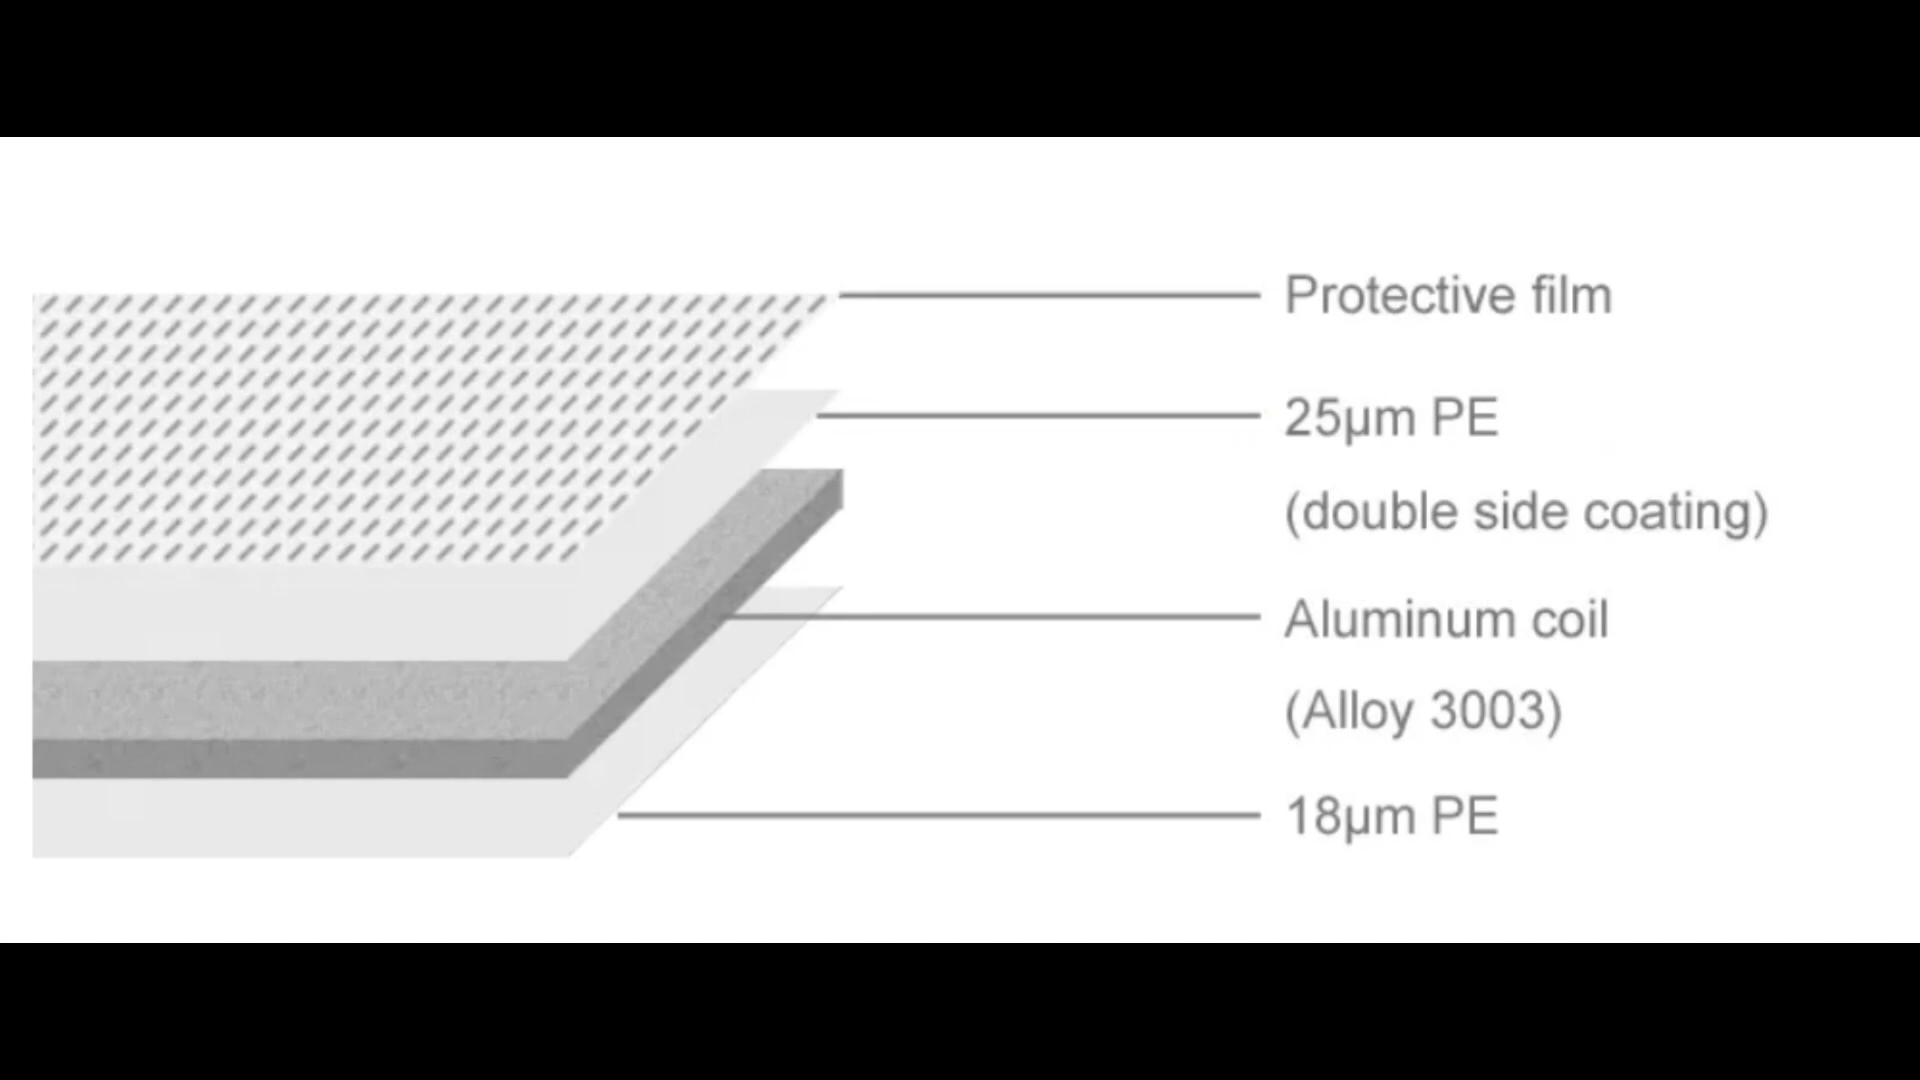 Protective film
25µm PE
(double side coating)
Aluminum coil
(Alloy 3003)
18µm PE